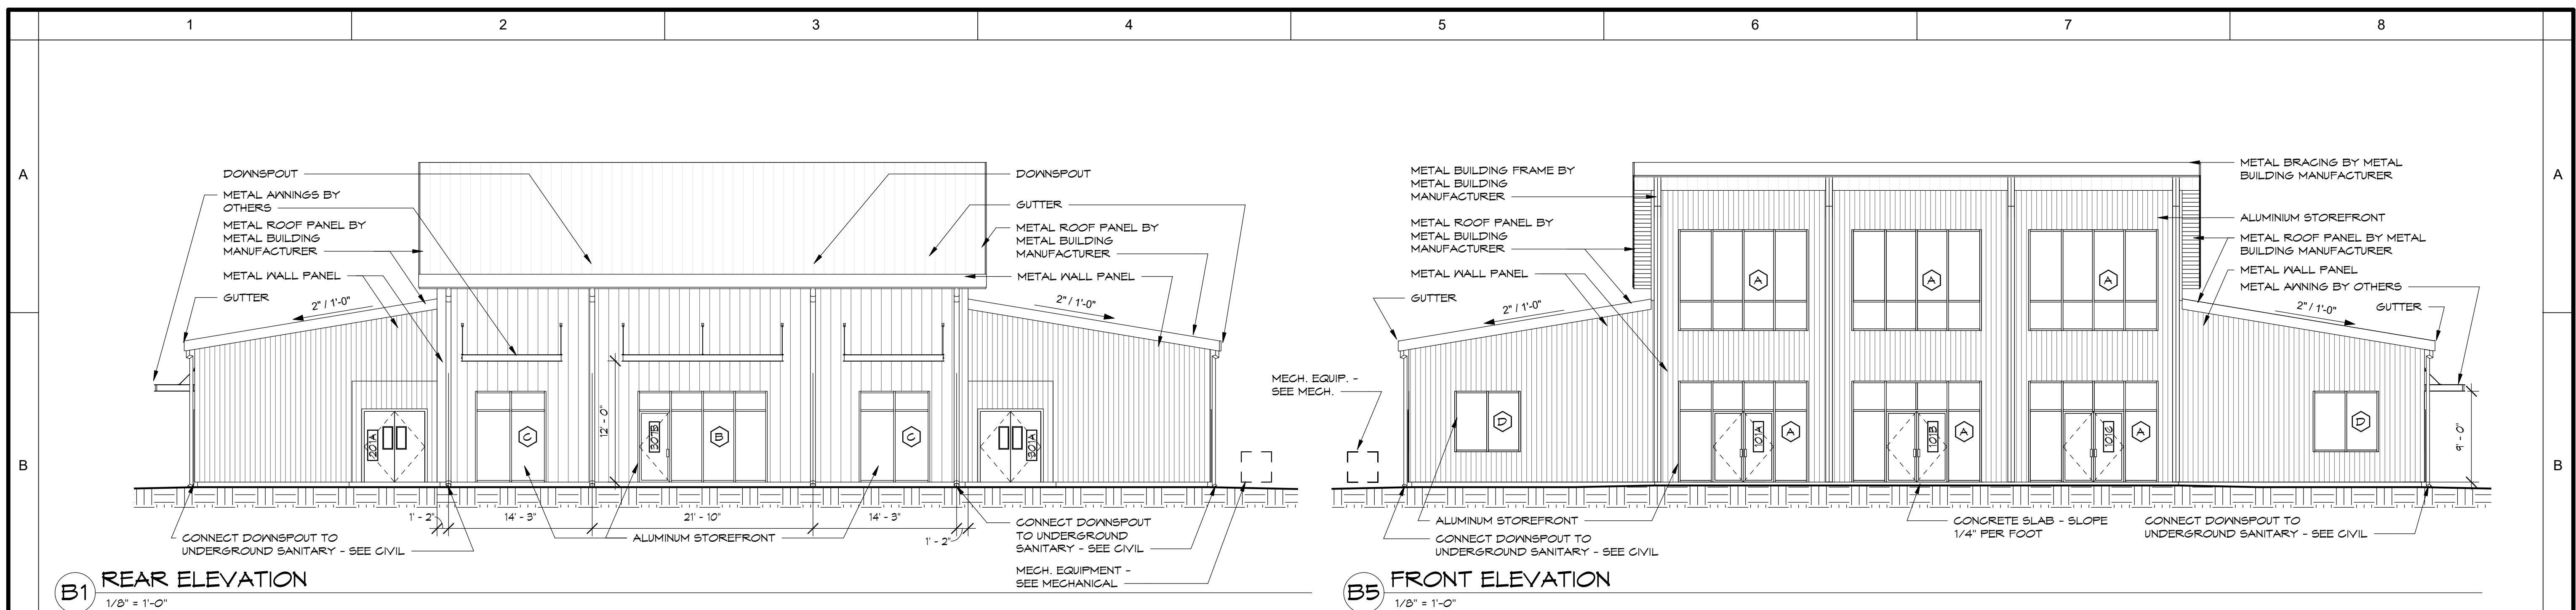 1 2 3 4 5 6 7 8
A
A
B
B
DOWNSPOUT
METAL AWNINGS BY
OTHERS
METAL ROOF PANEL BY
METAL BUILDING
MANUFACTURER
METAL WALL PANEL
GUTTER
2" / 1'-0"
DOWNSPOUT
GUTTER
METAL ROOF PANEL BY
METAL BUILDING
MANUFACTURER
METAL WALL PANEL
2" / 1'-0"
201A
C
12' - 0"
307B
B
C
301A
1' - 2"
14' - 3"
21' - 10"
14' - 3"
1' - 2"
CONNECT DOWNSPOUT TO
UNDERGROUND SANITARY - SEE CIVIL
ALUMINUM STOREFRONT
CONNECT DOWNSPOUT
TO UNDERGROUND
SANITARY - SEE CIVIL
MECH. EQUIPMENT -
SEE MECHANICAL
B1
REAR ELEVATION
1/8" = 1'-0"
METAL BUILDING FRAME BY
METAL BUILDING
MANUFACTURER
METAL ROOF PANEL BY
METAL BUILDING
MANUFACTURER
METAL WALL PANEL
GUTTER
2" / 1'-0"
MECH. EQUIP. -
SEE MECH.
A
A
A
METAL BRACING BY METAL
BUILDING MANUFACTURER
ALUMINIUM STOREFRONT
METAL ROOF PANEL BY METAL
BUILDING MANUFACTURER
METAL WALL PANEL
METAL AWNING BY OTHERS
GUTTER
2" / 1'-0"
D
101A
A
101B
A
101C
A
D
9' - 0"
ALUMINUM STOREFRONT
CONNECT DOWNSPOUT TO
UNDERGROUND SANITARY - SEE CIVIL
CONCRETE SLAB - SLOPE
1/4" PER FOOT
CONNECT DOWNSPOUT TO
UNDERGROUND SANITARY - SEE CIVIL
B5
FRONT ELEVATION
1/8" = 1'-0"